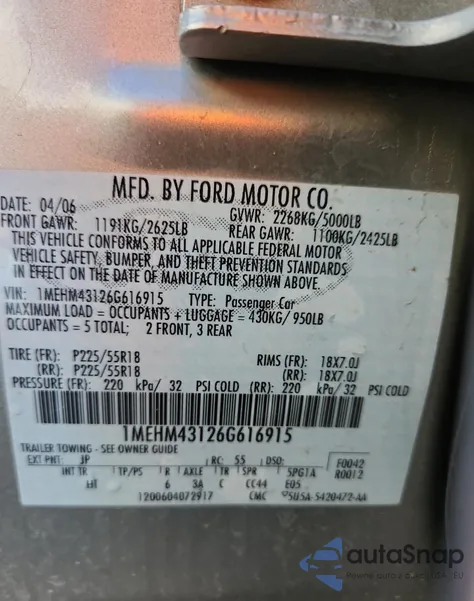 MFD. BY FORD MOTOR CO.
DATE: 04/06 GVWR: 2268KG/5000LB
FRONT GAWR: 1191KG/2625LB REAR GAWR: 1100KG/2425LB
THIS VEHICLE CONFORMS TO ALL APPLICABLE FEDERAL MOTOR
VEHICLE SAFETY, BUMPER, AND THEFT PREVENTION STANDARDS
IN EFFECT ON THE DATE OF MANUFACTURE SHOWN ABOVE.
VIN: 1MEHM43126G616915 TYPE: Passenger Car
MAXIMUM LOAD = OCCUPANTS + LUGGAGE = 430KG/950LB
OCCUPANTS = 5 TOTAL: 2 FRONT, 3 REAR
TIRE (FR): P225/55R18 RIMS (FR): 18X7.0J
(RR): P225/55R18 (RR): 18X7.0J
PRESSURE (FR): 220 kPa/ 32 PSI COLD (RR): 220 kPa/ 32 PSI COLD
1MEHM43126G616915
TRAILER TOWING - SEE OWNER GUIDE
EXT PNT: JP RC: 55 DSO: F0042
INT TR TP/PS R AXLE TR SPR SPG1A R0012
6 3A C CC44 E05
1200604072917 CMC
autoSnap